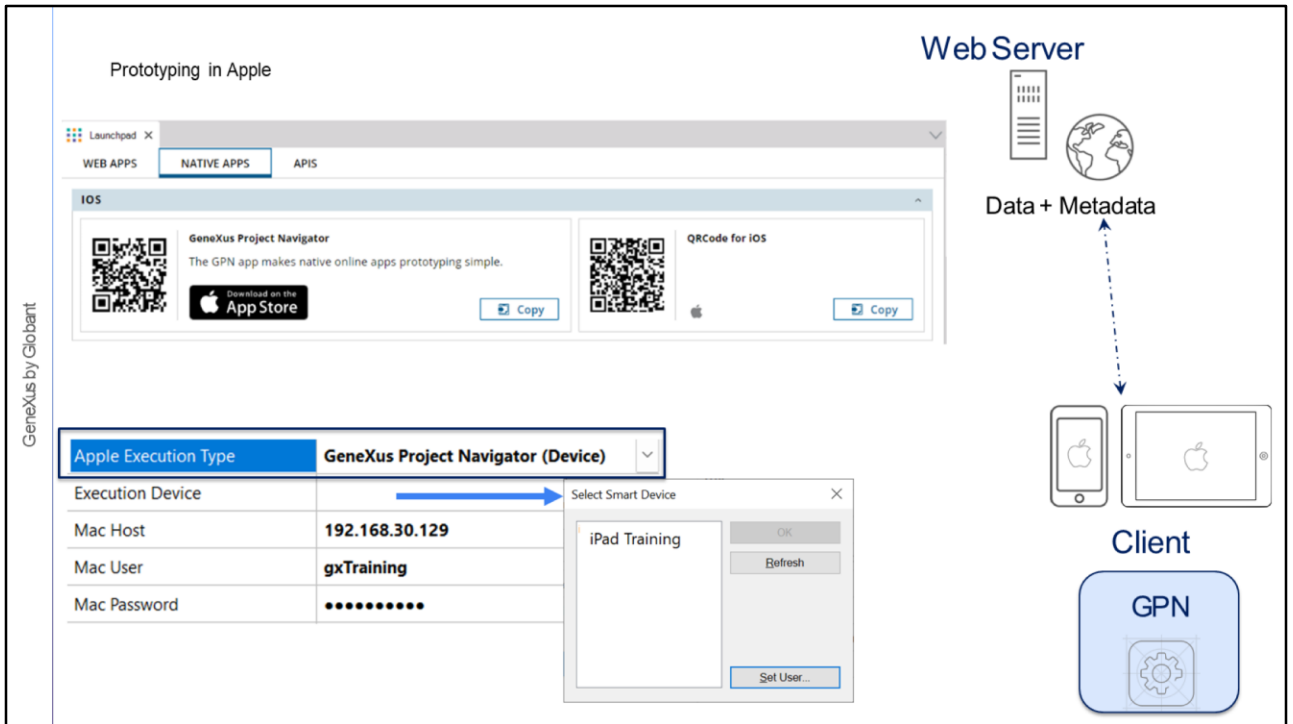 Prototyping in Apple
Web Server
Launchpad
WEB APPS NATIVE APPS APIS
IOS
GeneXus Project Navigator
The GPN app makes native online apps prototyping simple.
Download on the
App Store
Copy
QRCode for iOS
Copy
Data + Metadata
GeneXus by Globant
Apple Execution Type GeneXus Project Navigator (Device)
Execution Device
Mac Host 192.168.30.129
Mac User gxTraining
Mac Password ••••••••••
Select Smart Device
iPad Training
OK
Refresh
Set User...
Client
GPN